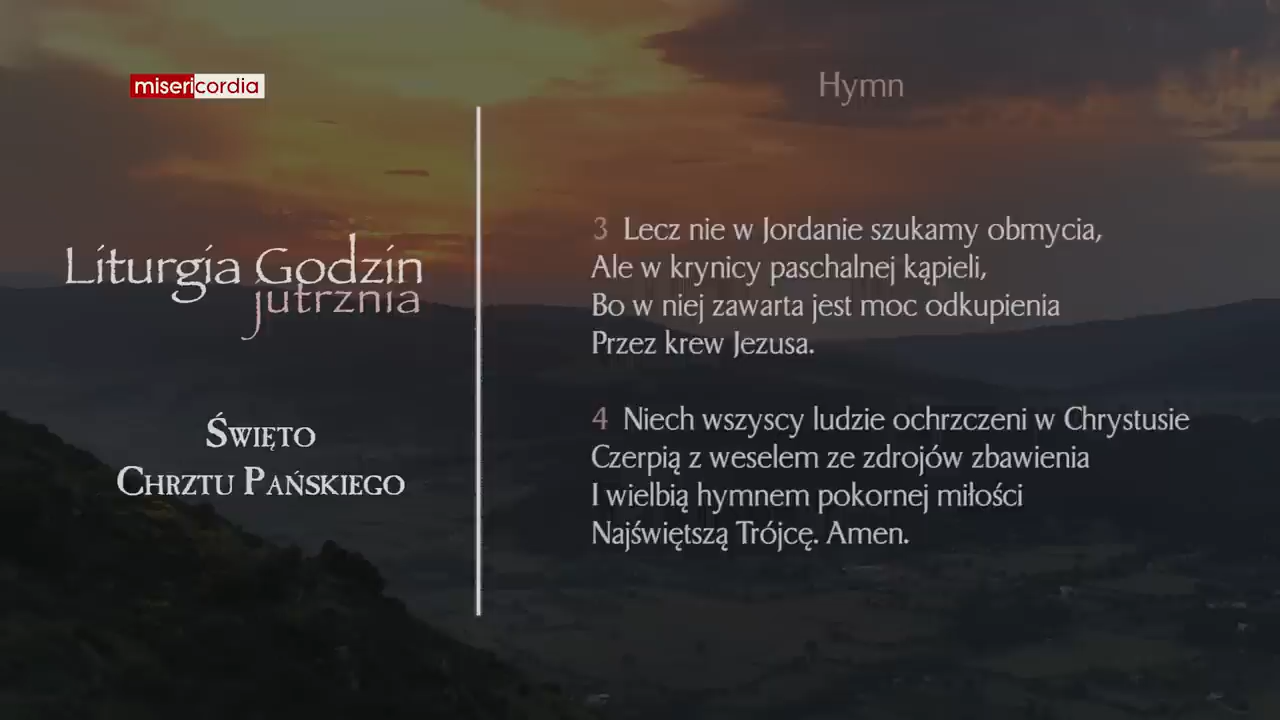 misericordia
Liturgia Godzin
jutrznia
Święto
Chrztu Pańskiego
Hymn
3 Lecz nie w Jordanie szukamy obmycia,
Ale w krynicy paschalnej kąpieli,
Bo w niej zawarta jest moc odkupienia
Przez krew Jezusa.
4 Niech wszyscy ludzie ochrzczeni w Chrystusie
Czerpią z weselem ze zdrojów zbawienia
I wielbią hymnem pokornej miłości
Najświętszą Trójcę. Amen.